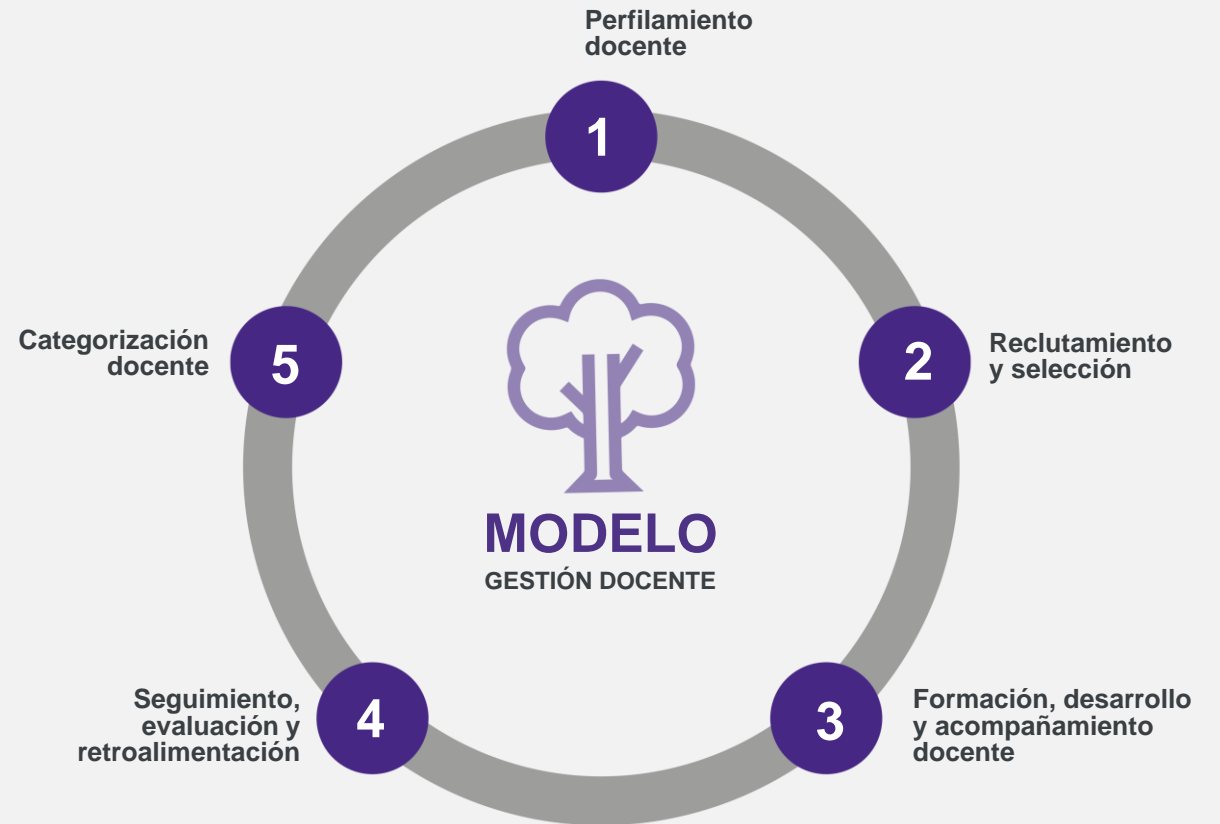 Perfilamiento
docente
1
Categorización
docente
5
2
Reclutamiento
y selección
MODELO
GESTIÓN DOCENTE
Seguimiento,
evaluación y
retroalimentación
4
3
Formación, desarrollo
y acompañamiento
docente